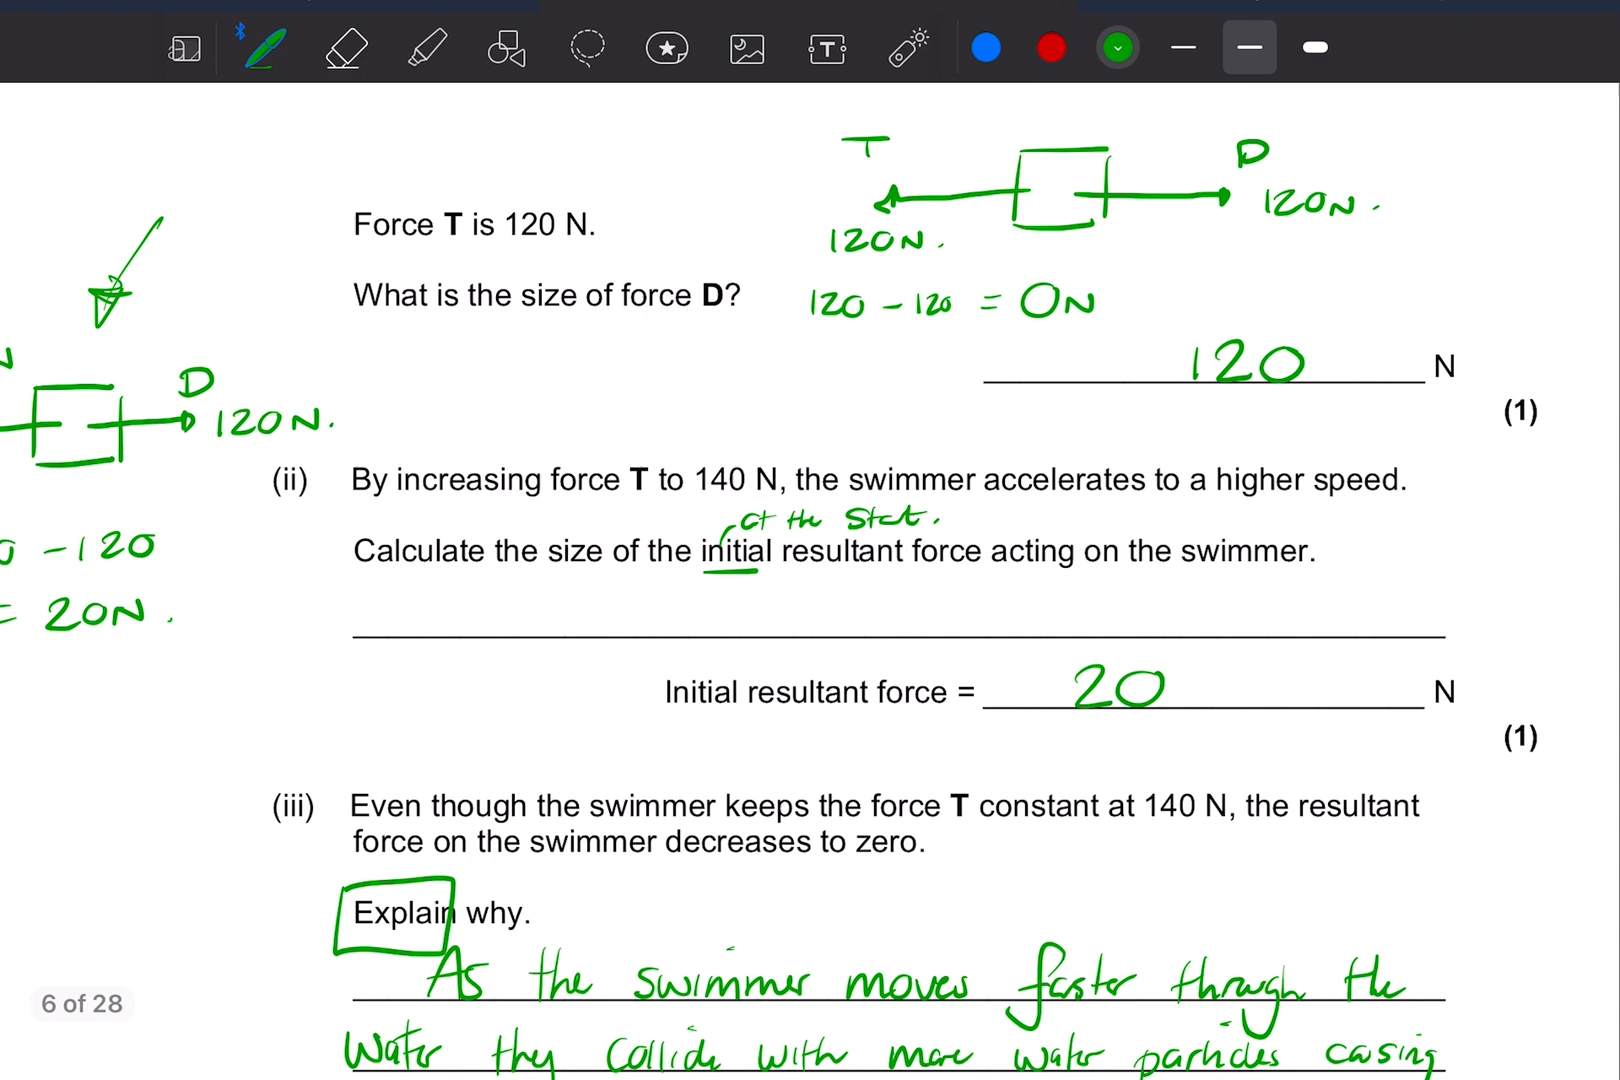 T
D
120N.
120N.
Force T is 120 N.
What is the size of force D?
120 - 120 = 0N
120 N
(1)
D
120N.
(ii) By increasing force T to 140 N, the swimmer accelerates to a higher speed.
at the start.
Calculate the size of the initial resultant force acting on the swimmer.
-120
= 20N.
Initial resultant force = 20 N
(1)
(iii) Even though the swimmer keeps the force T constant at 140 N, the resultant
force on the swimmer decreases to zero.
Explain why.
As the swimmer moves faster through the
water they collide with more water particles causing
6 of 28